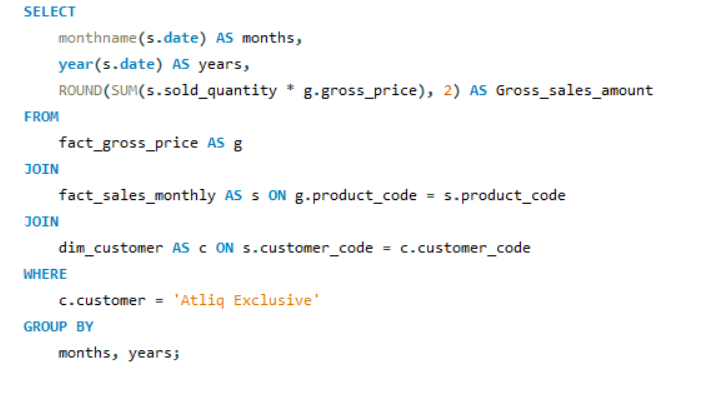 SELECT
monthname(s.date) AS months,
year(s.date) AS years,
ROUND(SUM(s.sold_quantity * g.gross_price), 2) AS Gross_sales_amount
FROM
fact_gross_price AS g
JOIN
fact_sales_monthly AS s ON g.product_code = s.product_code
JOIN
dim_customer AS c ON s.customer_code = c.customer_code
WHERE
c.customer = 'Atliq Exclusive'
GROUP BY
months, years;